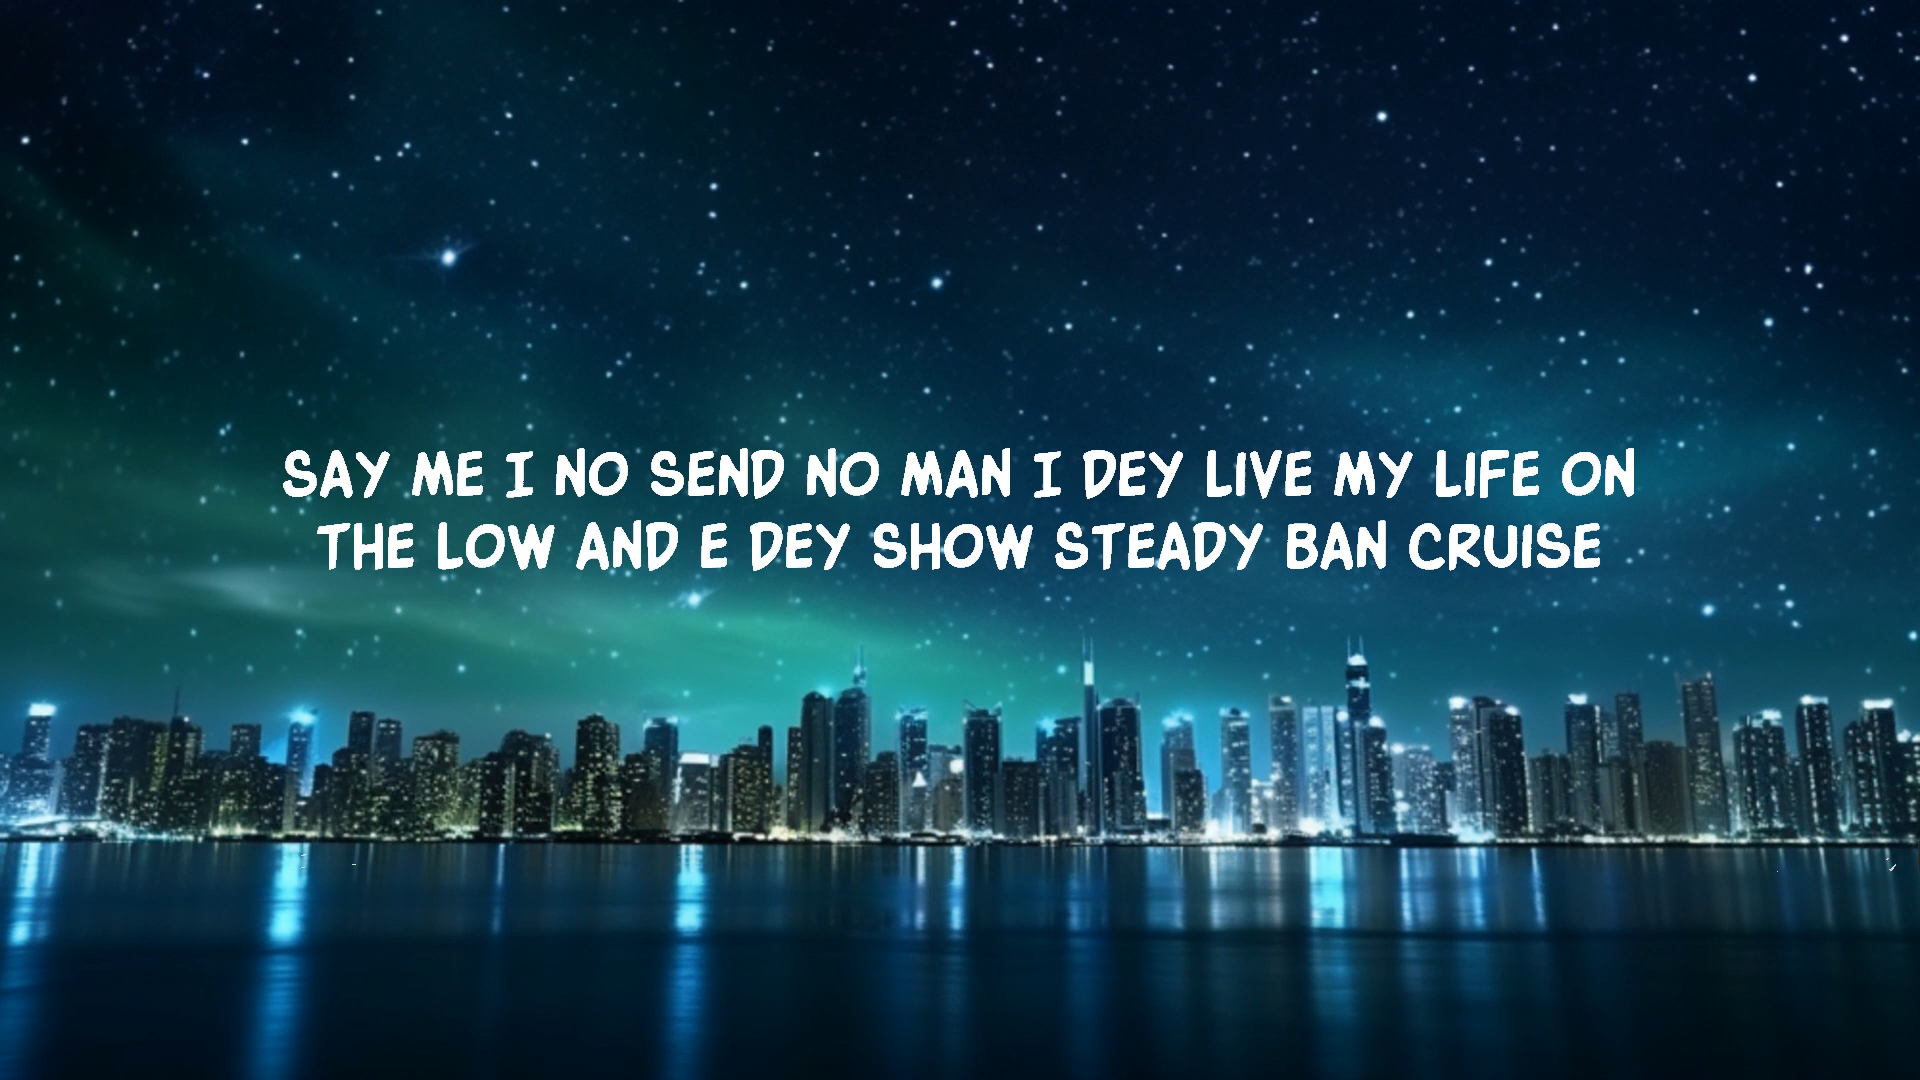 SAY ME I NO SEND NO MAN I DEY LIVE MY LIFE ON
THE LOW AND E DEY SHOW STEADY BAN CRUISE